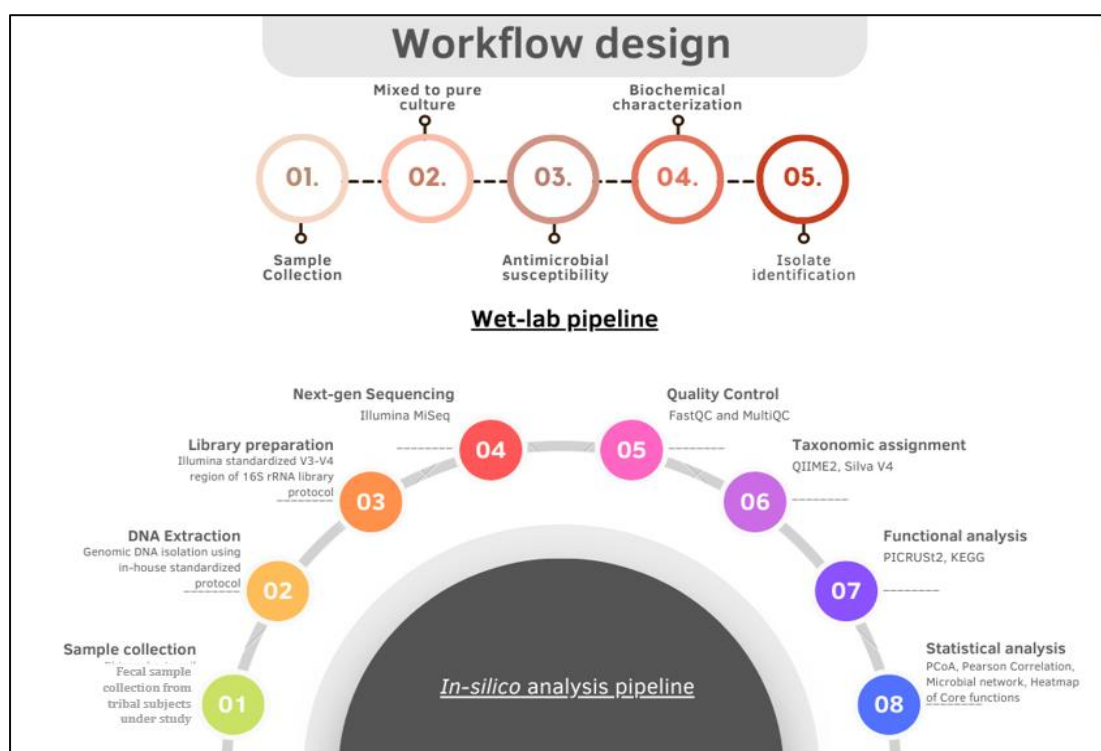 Workflow design
Mixed to pure
culture
Biochemical
characterization
01.
02.
03.
04.
05.
Sample
Collection
Antimicrobial
susceptibility
Isolate
identification
Wet-lab pipeline
Next-gen Sequencing
Illumina MiSeq
04
05
Quality Control
FastQC and MultiQC
Library preparation
Illumina standardized V3-V4
region of 16S rRNA library
protocol
03
06
Taxonomic assignment
QIIME2, Silva V4
DNA Extraction
Genomic DNA isolation using
in-house standardized
protocol
02
07
Functional analysis
PICRUSt2, KEGG
Sample collection
Fecal sample
collection from
tribal subjects
under study
01
In-silico analysis pipeline
08
Statistical analysis
PCoA, Pearson Correlation,
Microbial network, Heatmap
of Core functions